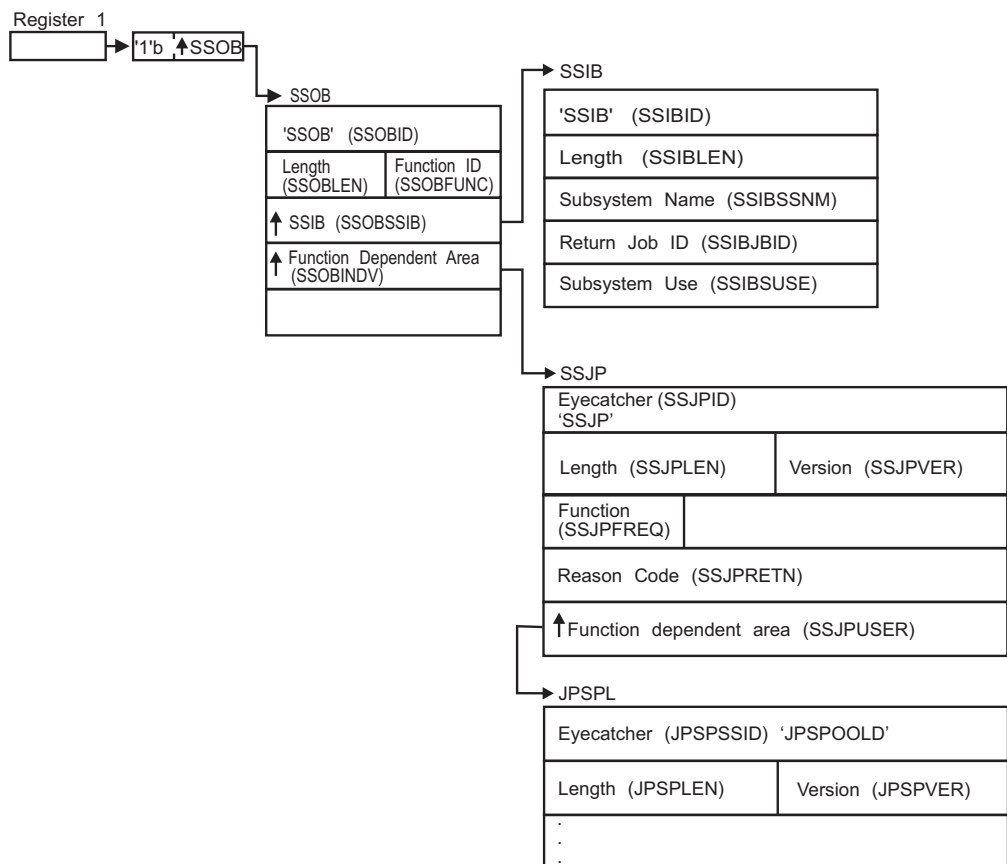 Register 1
'1'b ↑SSOB
SSOB
'SSOB' (SSOBID)
Length
(SSOBLEN)
Function ID
(SSOBFUNC)
↑ SSIB (SSOBSSIB)
↑ Function Dependent Area
(SSOBINDV)
SSIB
'SSIB' (SSIBID)
Length (SSIBLEN)
Subsystem Name (SSIBSSNM)
Return Job ID (SSIBJBID)
Subsystem Use (SSIBSUSE)
SSJP
Eyecatcher (SSJPID)
‘SSJP’
Length (SSJPLEN)
Version (SSJPVER)
Function
(SSJPFREQ)
Reason Code (SSJPRETN)
↑Function dependent area (SSJPUSER)
JPSPL
Eyecatcher (JPSPSSID) ‘JPSPOOLD’
Length (JPSPLEN)
Version (JPSPVER)
.
.
.